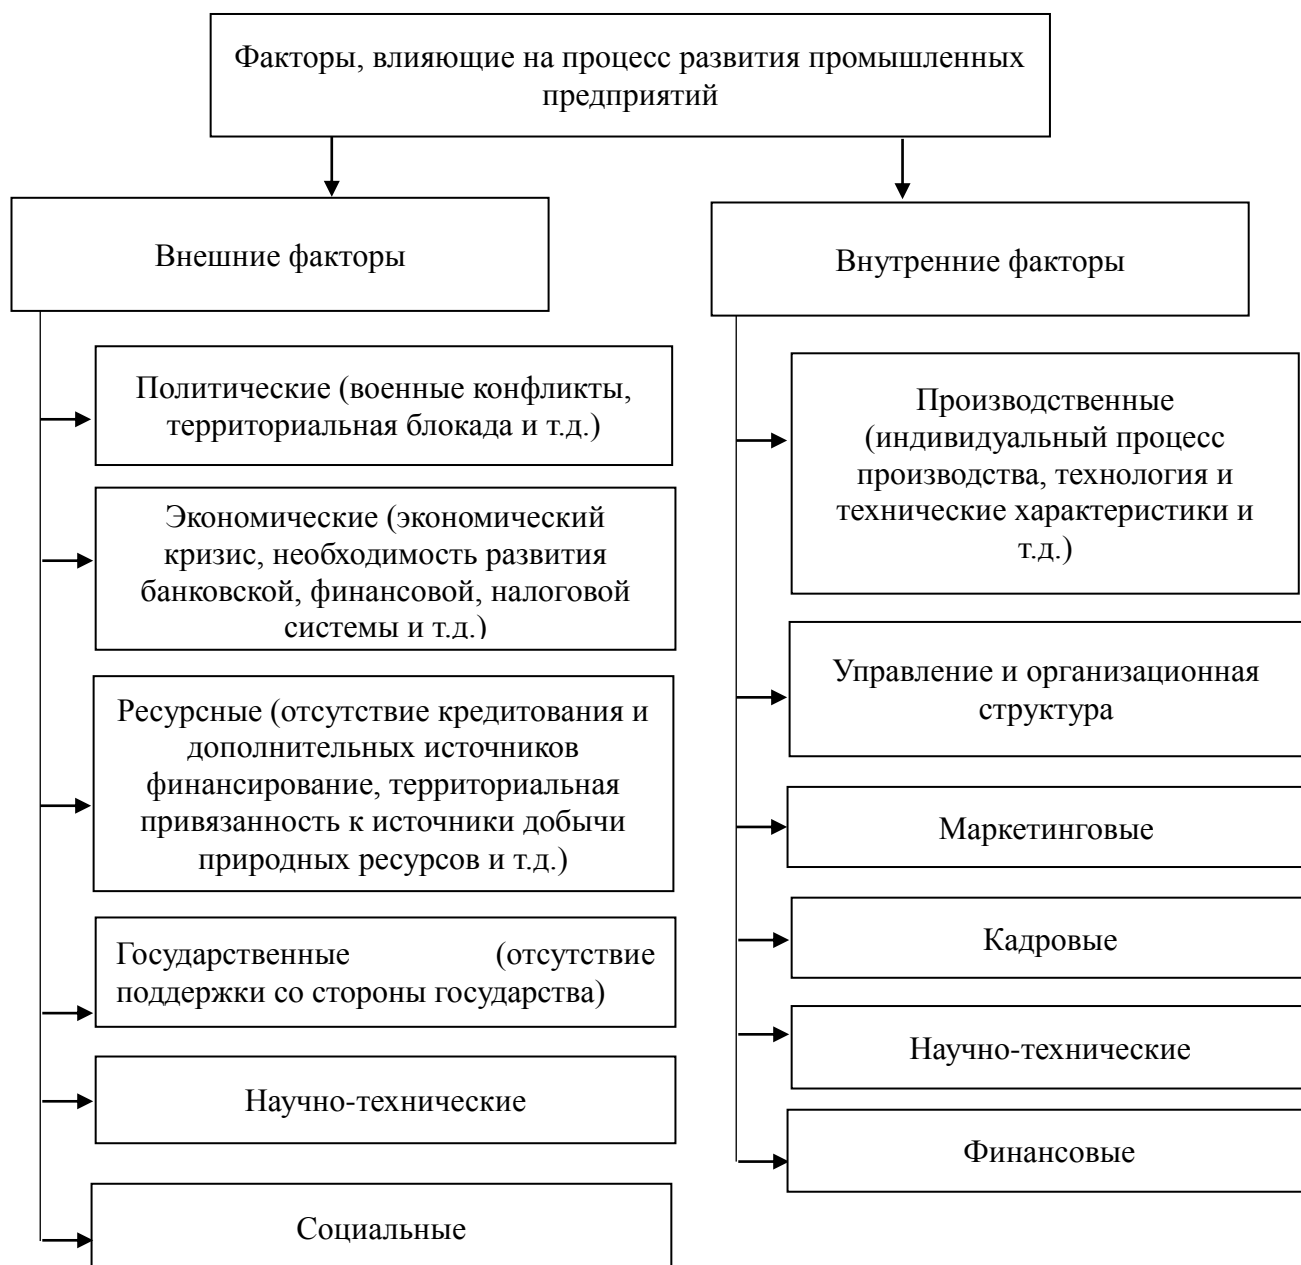 Факторы, влияющие на процесс развития промышленных
предприятий
Внешние факторы
Политические (военные конфликты,
территориальная блокада и т.д.)
Экономические (экономический
кризис, необходимость развития
банковской, финансовой, налоговой
системы и т.д.)
Ресурсные (отсутствие кредитования и
дополнительных источников
финансирование, территориальная
привязанность к источники добычи
природных ресурсов и т.д.)
Государственные (отсутствие
поддержки со стороны государства)
Научно-технические
Социальные
Внутренние факторы
Производственные
(индивидуальный процесс
производства, технология и
технические характеристики и
т.д.)
Управление и организационная
структура
Маркетинговые
Кадровые
Научно-технические
Финансовые